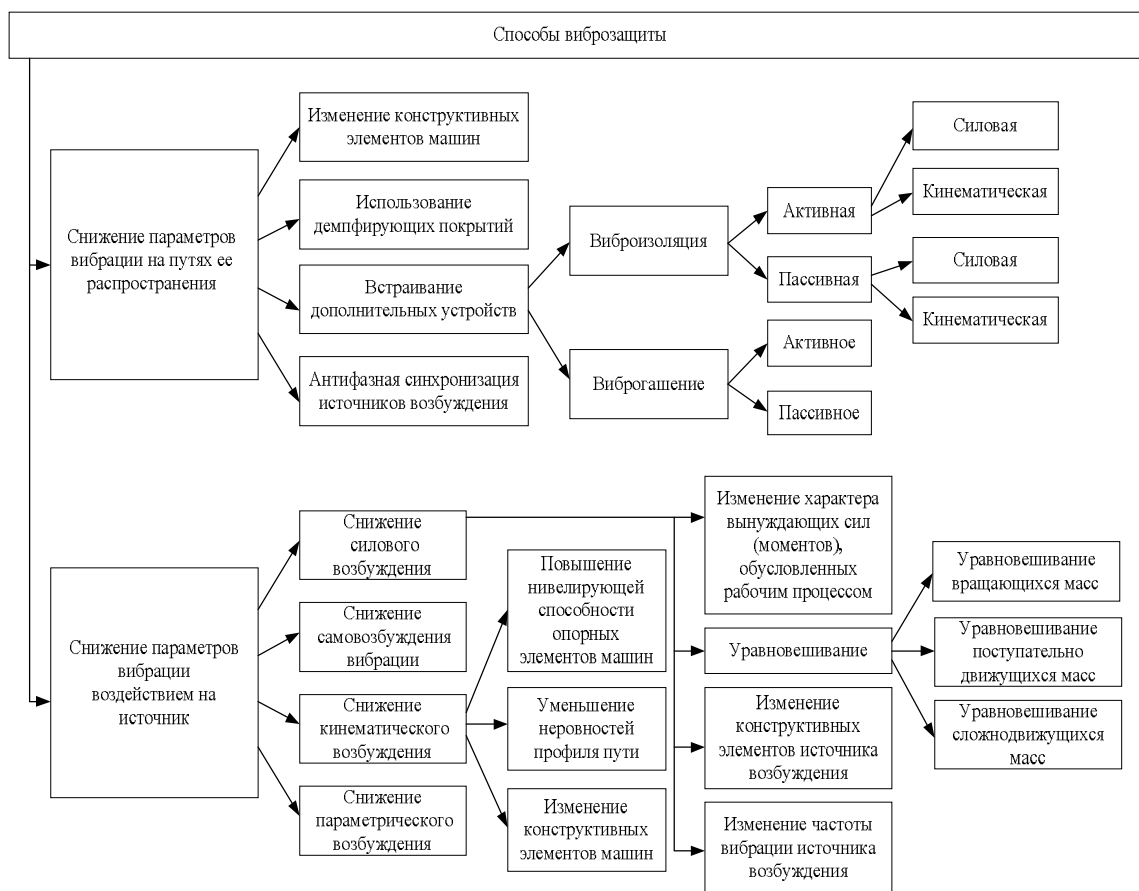 Способы виброзащиты
Снижение параметров
вибрации на путях ее
распространения
Изменение конструктивных
элементов машин
Использование
демпфирующих покрытий
Встраивание
дополнительных устройств
Антифазная синхронизация
источников возбуждения
Виброизоляция
Виброгашение
Активная
Пассивная
Активное
Пассивное
Силовая
Кинематическая
Силовая
Кинематическая
Снижение параметров
вибрации
воздействием на
источник
Снижение
силового
возбуждения
Снижение
самовозбуждения
вибрации
Снижение
кинематического
возбуждения
Снижение
параметрического
возбуждения
Повышение
нивелирующей
способности
опорных
элементов машин
Уменьшение
неровностей
профиля пути
Изменение
конструктивных
элементов машин
Изменение характера
вынуждающих сил
(моментов),
обусловленных
рабочим процессом
Уравновешивание
Изменение
конструктивных
элементов источника
возбуждения
Изменение частоты
вибрации источника
возбуждения
Уравновешивание
вращающихся масс
Уравновешивание
поступательно
движущихся масс
Уравновешивание
сложнодвижущихся
масс